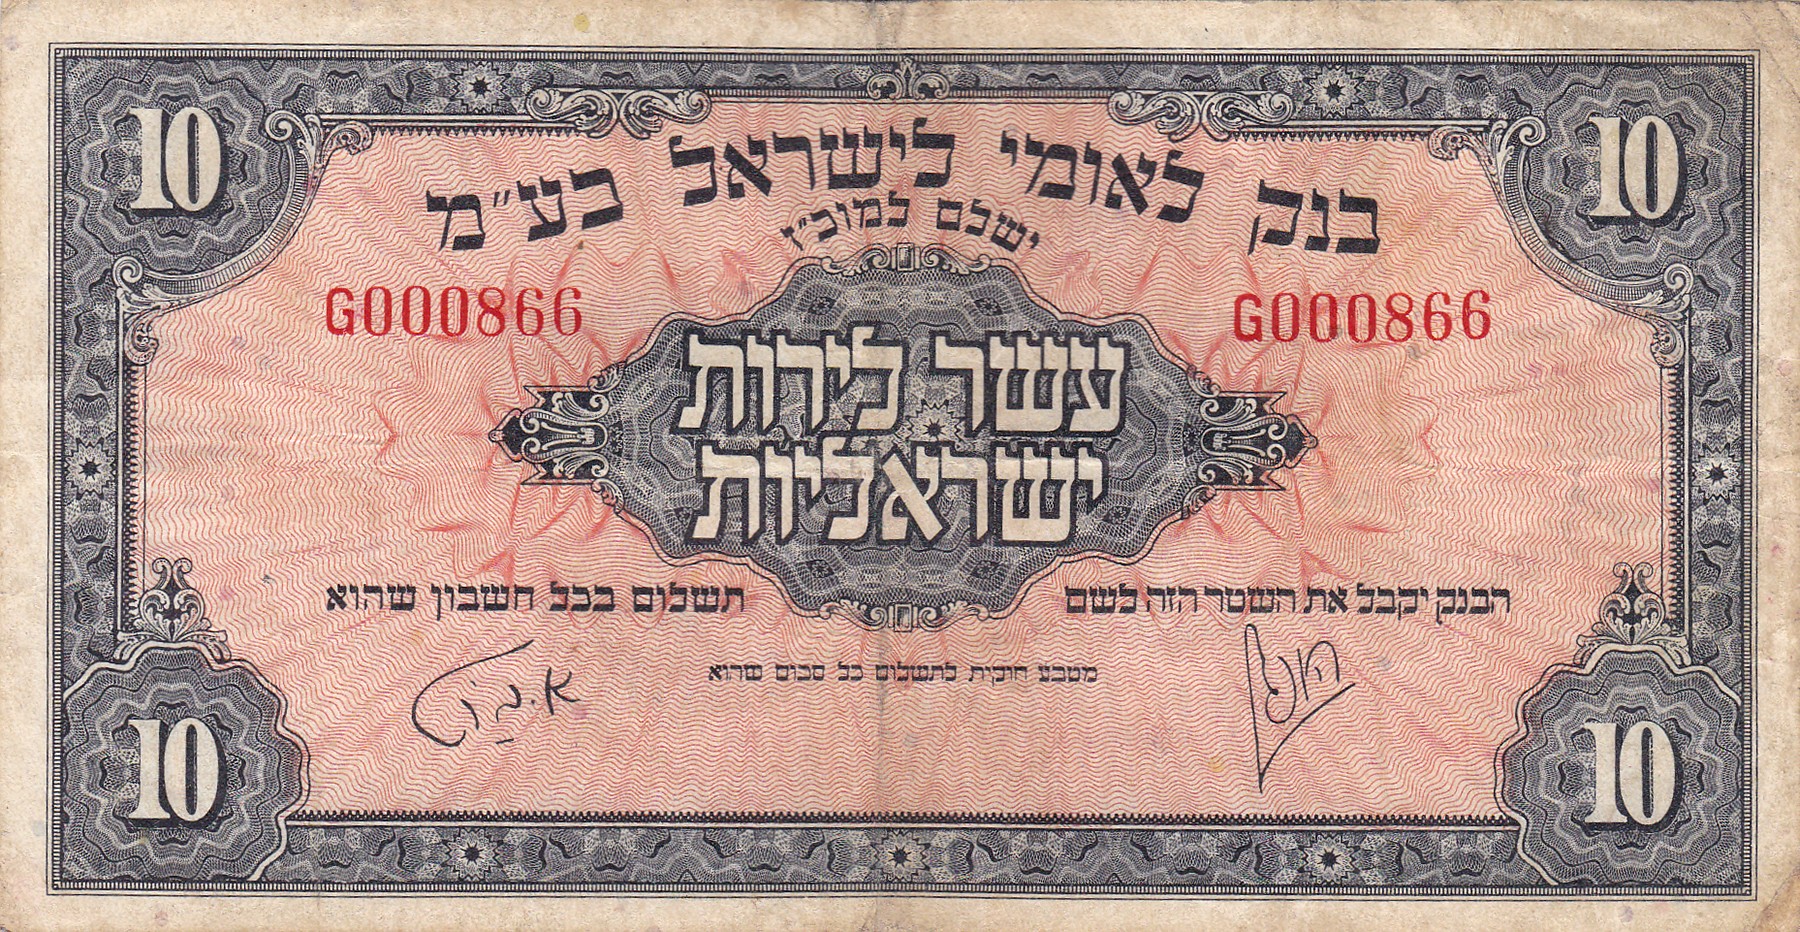 10 10
בנק לאומי לישראל בע"מ
ישלם למוכ"ז
G000866 G000866
עשר לירות
ישראליות
הבנק יקבל את השטר הזה לשם תשלום בכל חשבון שהוא
מטבע חוקית לתשלום כל סכום שהוא
10 10